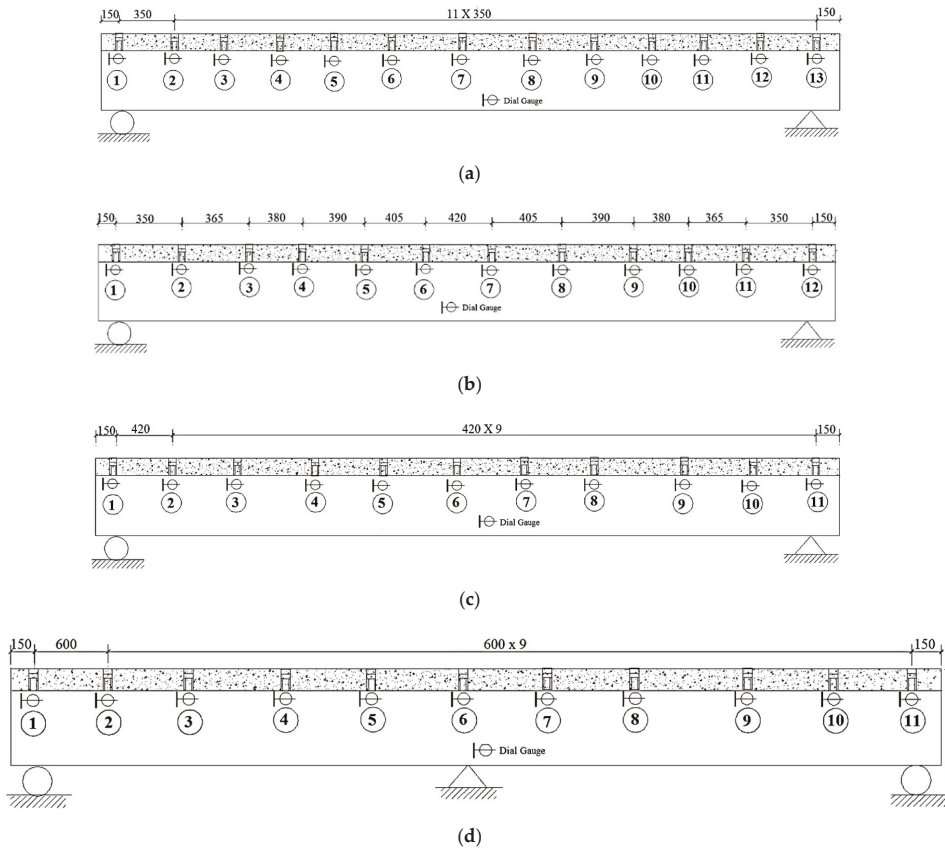 150 350 11 X 350 150
1 2 3 4 5 6 7 8 9 10 11 12 13
Dial Gauge
(a)
150 350 365 380 390 405 420 405 390 380 365 350 150
1 2 3 4 5 6 7 8 9 10 11 12
Dial Gauge
(b)
150 420 420 X 9 150
1 2 3 4 5 6 7 8 9 10 11
Dial Gauge
(c)
150 600 600 x 9 150
1 2 3 4 5 6 7 8 9 10 11
Dial Gauge
(d)